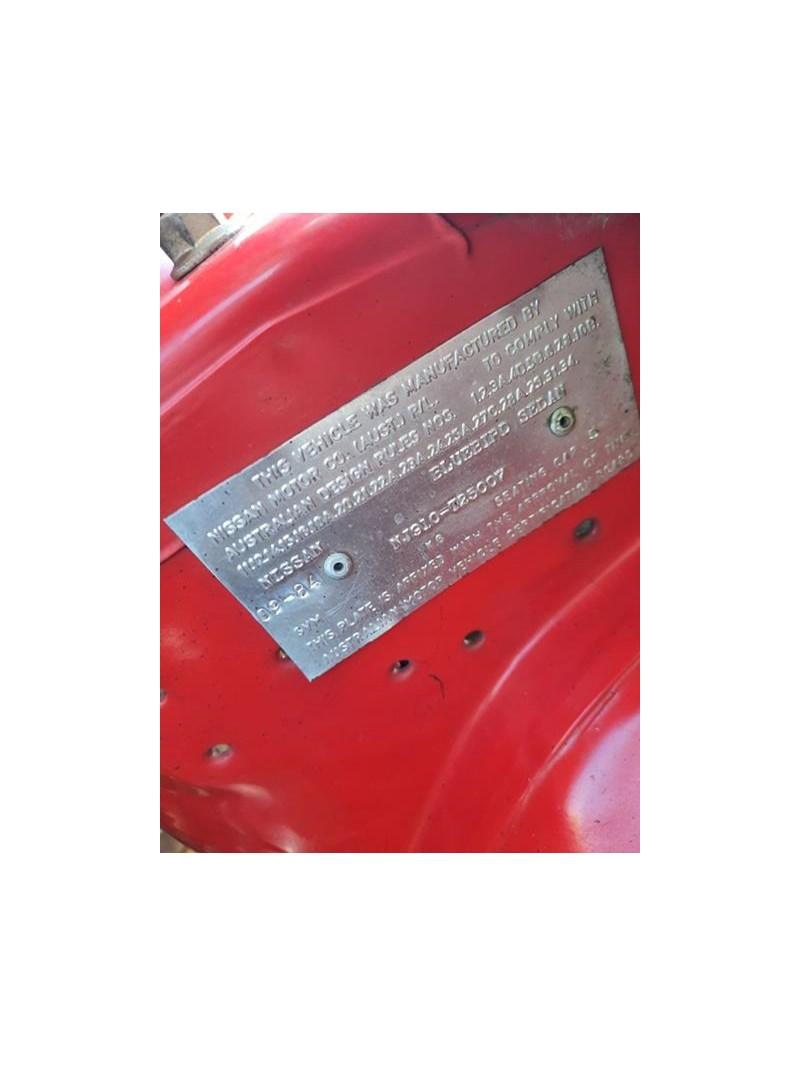 THIS VEHICLE WAS MANUFACTURED BY
NISSAN MOTOR CO. (AUST.) P/L. TO COMPLY WITH
AUSTRALIAN DESIGN RULES NOS.
NISSAN BLUEBIRD SEDAN
09-84
GVM SEATING CAP. 5
THIS PLATE IS AFFIXED WITH THE APPROVAL OF THE
AUSTRALIAN MOTOR VEHICLE CERTIFICATION BOARD